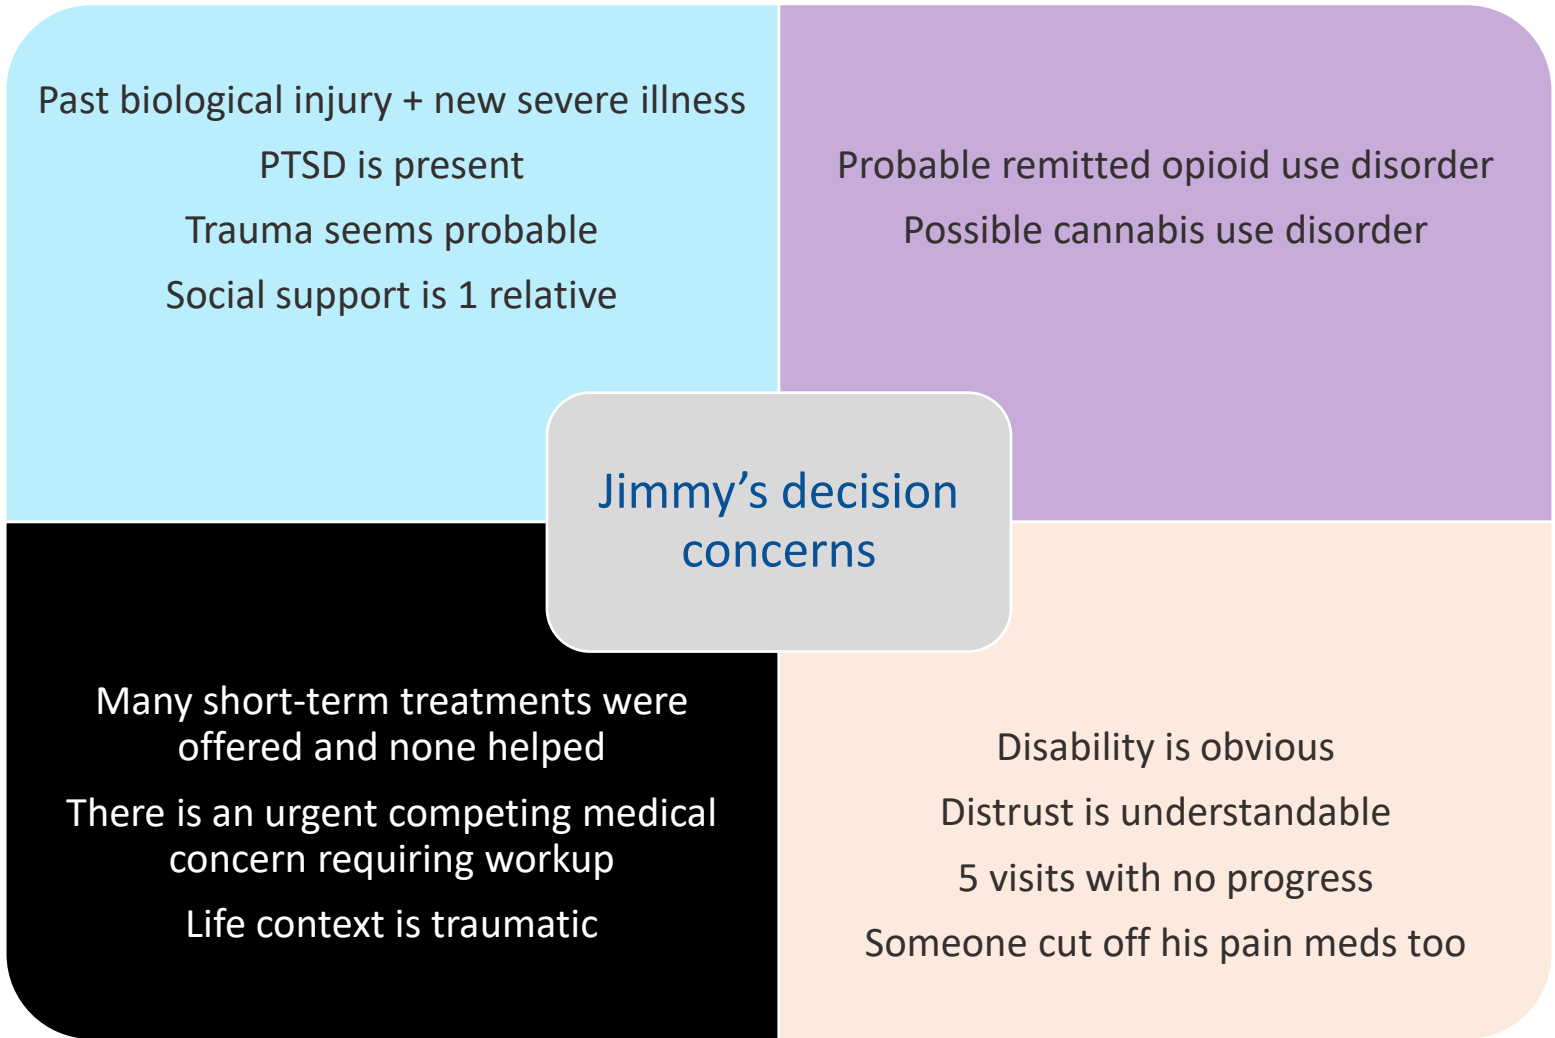 Past biological injury + new severe illness
PTSD is present
Trauma seems probable
Social support is 1 relative
Probable remitted opioid use disorder
Possible cannabis use disorder
Jimmy’s decision
concerns
Many short-term treatments were
offered and none helped
There is an urgent competing medical
concern requiring workup
Life context is traumatic
Disability is obvious
Distrust is understandable
5 visits with no progress
Someone cut off his pain meds too